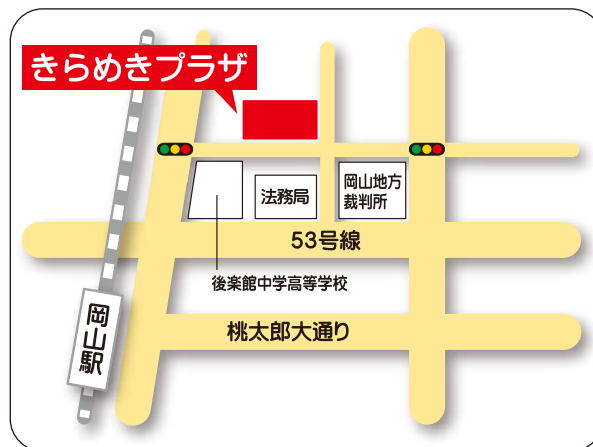 きらめきプラザ
法務局
岡山地方
裁判所
53号線
後楽館中学高等学校
岡山駅
桃太郎大通り